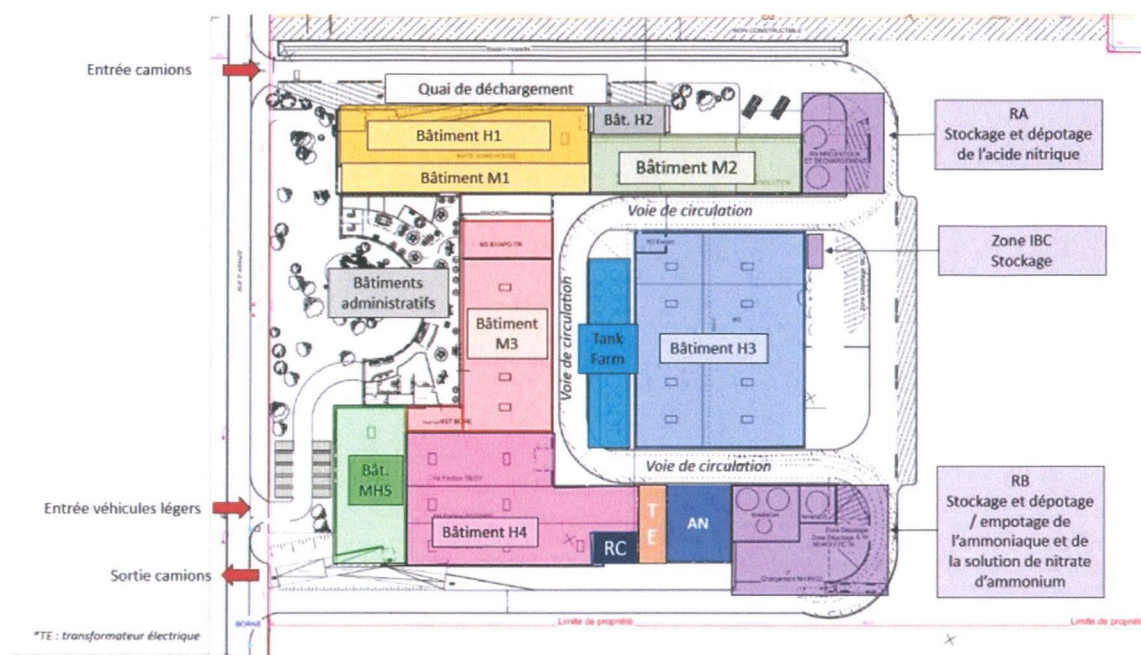 GAZ
NON CONSTRUCTIBLE
Entrée camions
Quai de déchargement
Bât. H2
Bâtiment H1
Bâtiment M1
Bâtiment M2
RA
Stockage et dépotage
de l'acide nitrique
Voie de circulation
Zone IBC
Stockage
MAGASIN
Bâtiments
administratifs
Bâtiment
M3
Voie de circulation
Tank
Farm
Bâtiment H3
Voie de circulation
Bât.
MH5
Bâtiment H4
RC
TE
AN
RB
Stockage et dépotage
/ empotage de
l'ammoniaque et de
la solution de nitrate
d'ammonium
Entrée véhicules légers
Sortie camions
BORNE
Limite de propriété
Limite de propriété
*TE : transformateur électrique